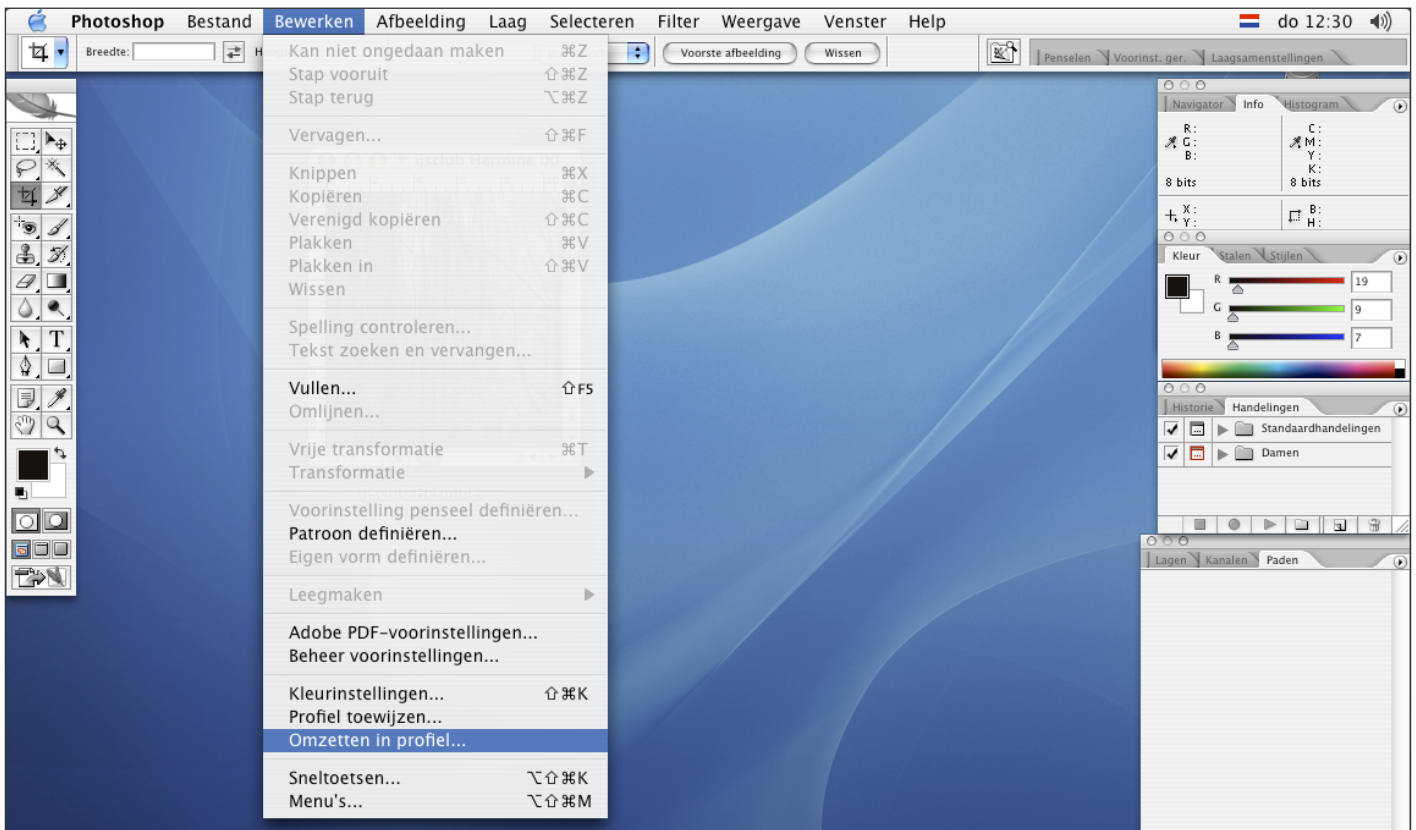 Photoshop Bestand Bewerken Afbeelding Laag Selecteren Filter Weergave Venster Help do 12:30
Breedte: H Voorste afbeelding Wissen Penselen Voorinst. ger. Laagsamenstellingen
Kan niet ongedaan maken ⌘Z
Stap vooruit ⇧⌘Z
Stap terug ⌥⌘Z
Vervagen... ⇧⌘F
Knippen ⌘X
Kopiëren ⌘C
Verenigd kopiëren ⇧⌘C
Plakken ⌘V
Plakken in ⇧⌘V
Wissen
Spelling controleren...
Tekst zoeken en vervangen...
Vullen... ⇧F5
Omlijnen...
Vrije transformatie ⌘T
Transformatie
Voorinstelling penseel definiëren...
Patroon definiëren...
Eigen vorm definiëren...
Leegmaken
Adobe PDF-voorinstellingen...
Beheer voorinstellingen...
Kleurinstellingen... ⇧⌘K
Profiel toewijzen...
Omzetten in profiel...
Sneltoetsen... ⌥⇧⌘K
Menu's... ⌥⇧⌘M
Navigator Info Histogram
R: C:
G: M:
B: Y:
K:
8 bits 8 bits
X: B:
Y: H:
Kleur Stalen Stijlen
R 19
G 9
B 7
Historie Handelingen
Standaardhandelingen
Damen
Lagen Kanalen Paden